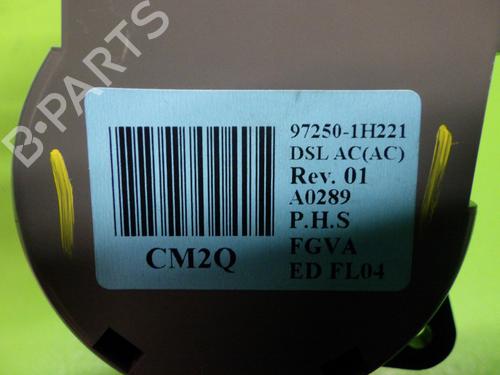 B-PARTS
97250-1H221
DSL AC(AC)
Rev. 01
A0289
P.H.S
FGVA
ED FL04
CM2Q